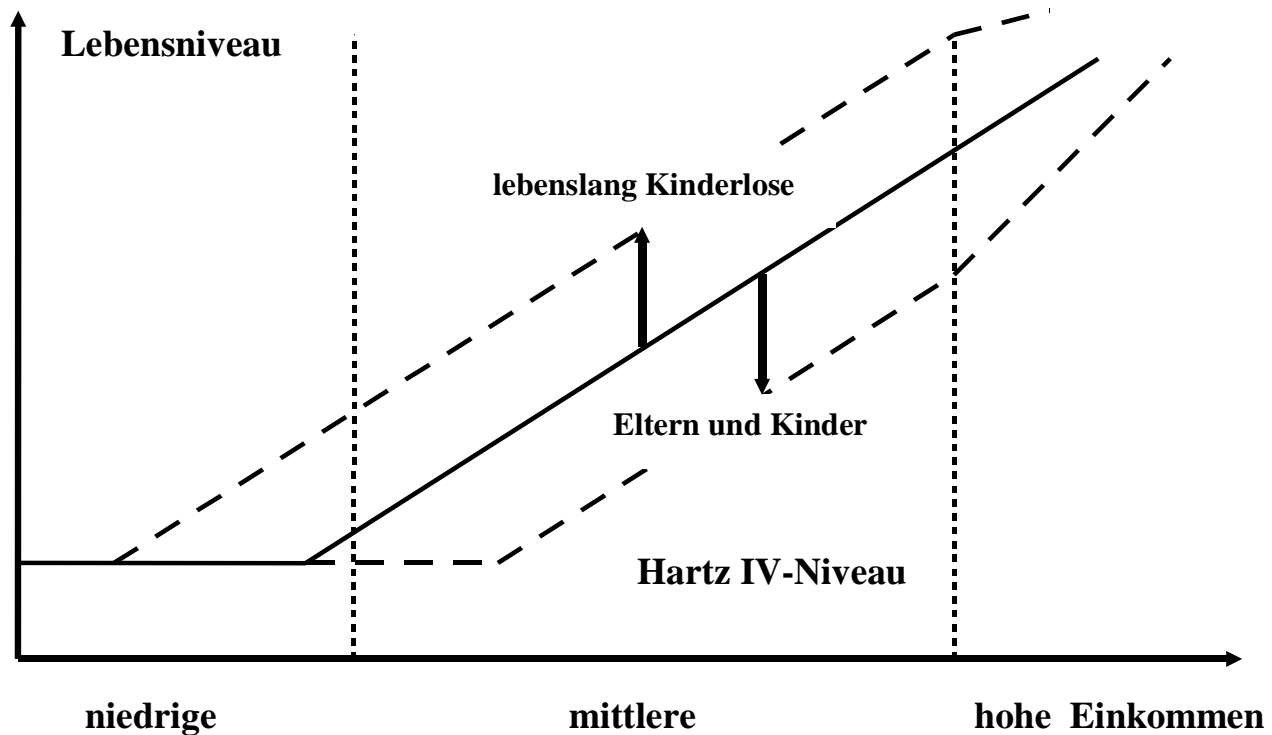 Lebensniveau
lebenslang Kinderlose
Eltern und Kinder
Hartz IV-Niveau
niedrige mittlere hohe Einkommen